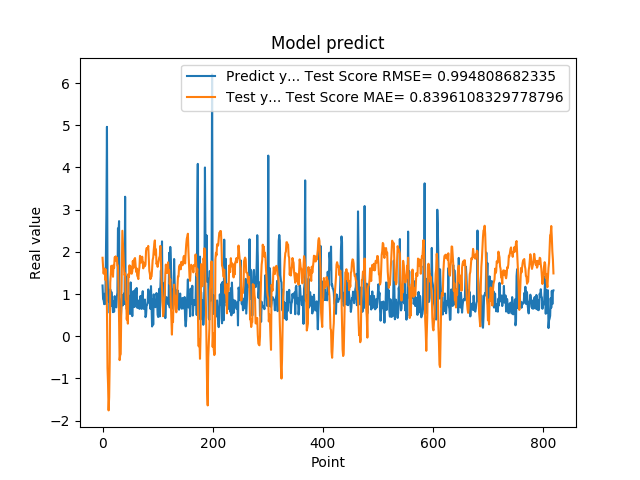 Model predict
Predict y... Test Score RMSE= 0.994808682335
Test y... Test Score MAE= 0.8396108329778796
Real value
6
5
4
3
2
1
0
−1
−2
0 200 400 600 800
Point